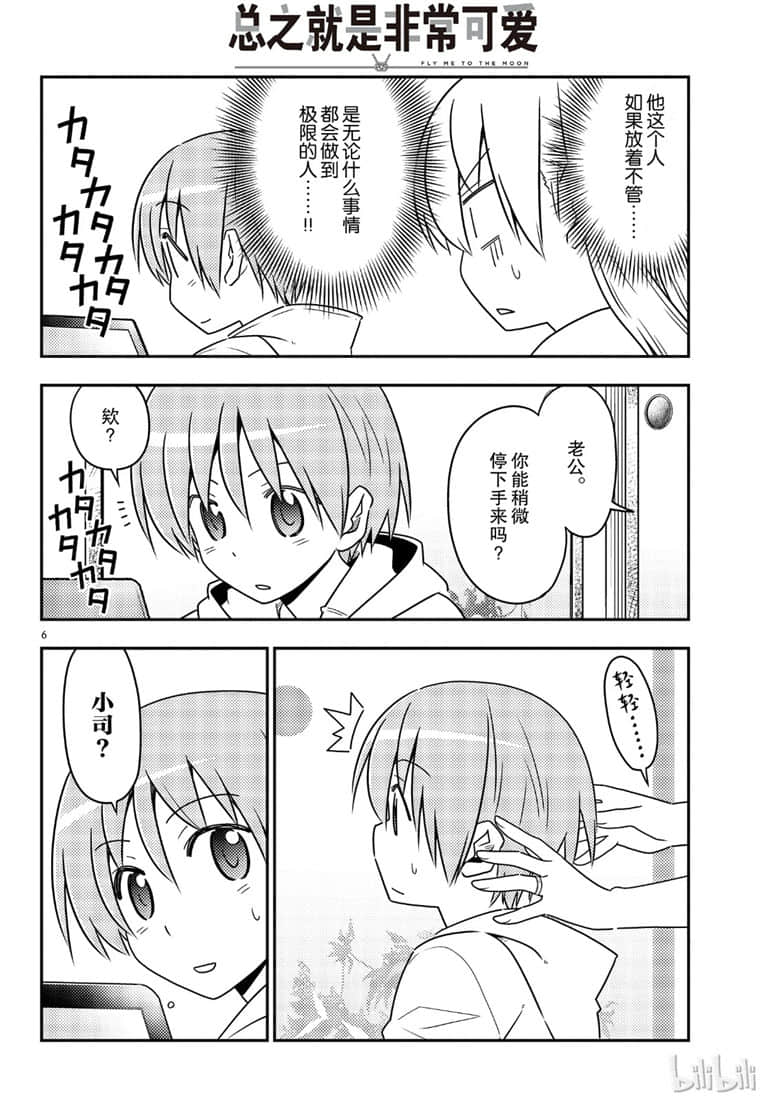 总之就是非常可爱
FLY ME TO THE MOON
他这个人
如果放着不管……
是无论什么事情
都会做到
极限的人……!!
カタ
カタカタ
カタカタ
カタカタ
老公。
你能稍微
停下手来吗?
欸?
カタカタ
カタカタ
6
轻轻……
小司?
bilibili